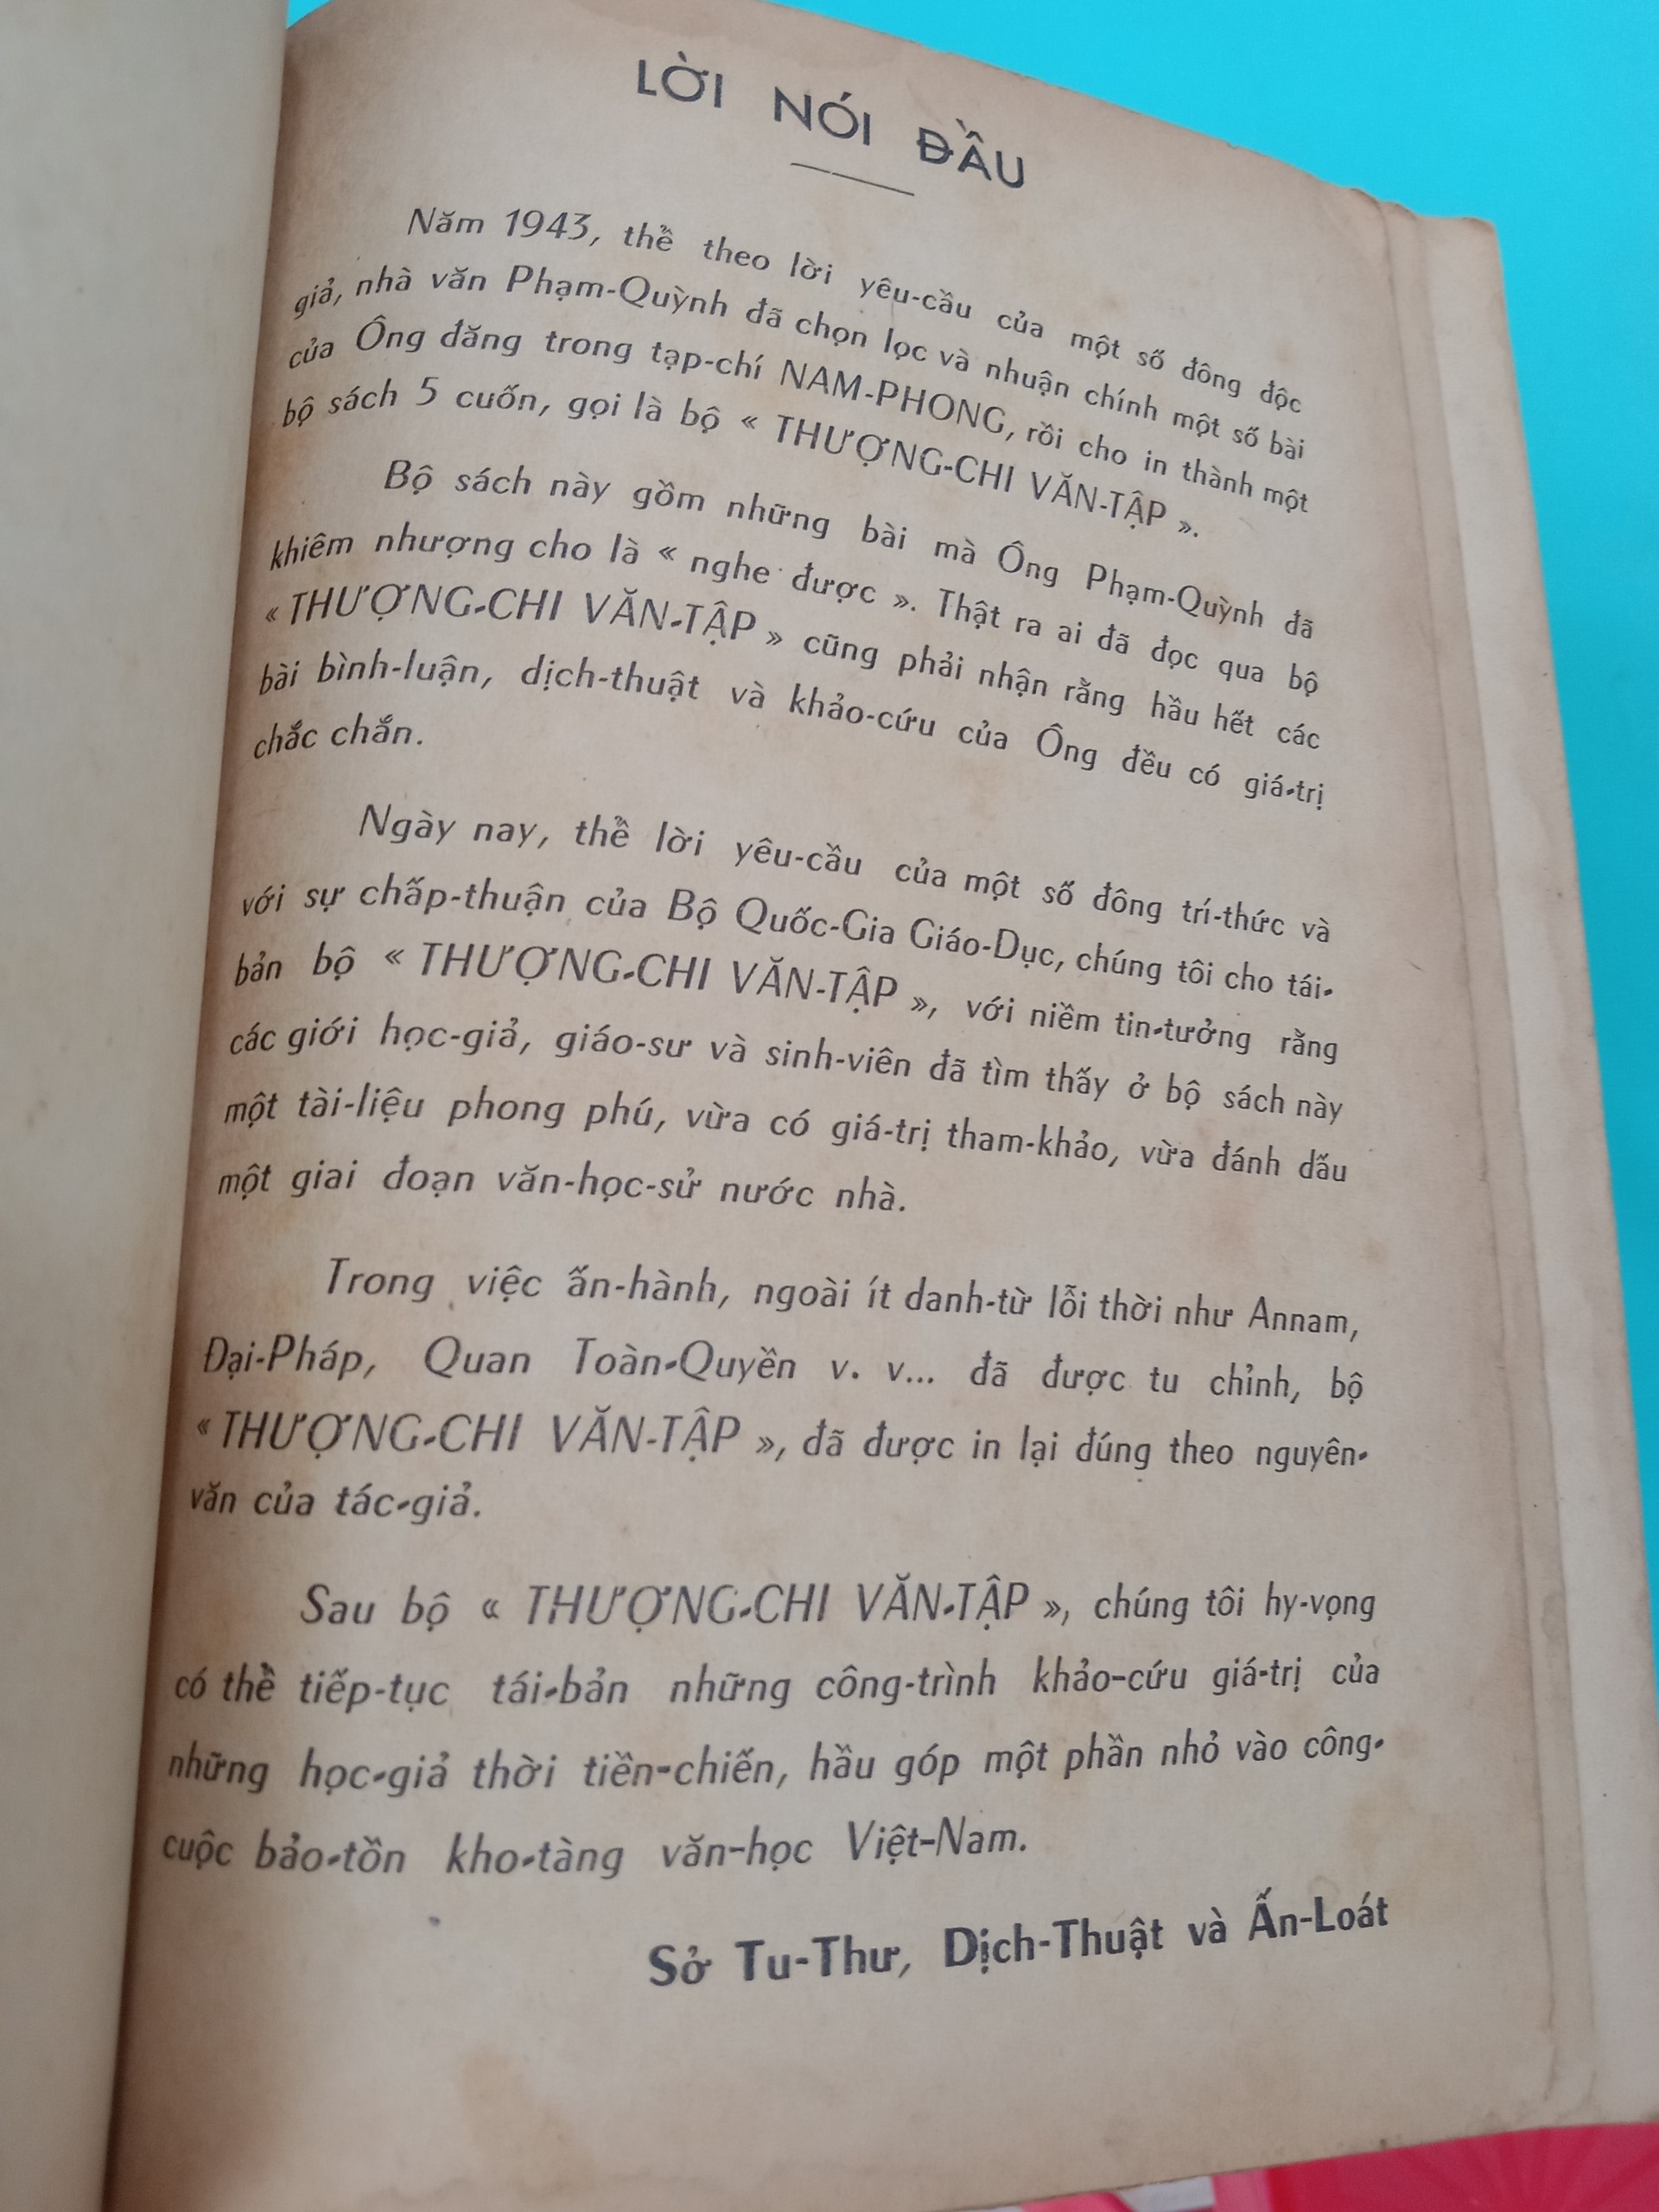 LỜI NÓI ĐẦU
Năm 1943, thể theo lời yêu-cầu của một số đông độc
giả, nhà văn Phạm-Quỳnh đã chọn lọc và nhuận chính một số bài
của Ông đăng trong tạp-chí NAM-PHONG, rồi cho in thành một
bộ sách 5 cuốn, gọi là bộ « THƯỢNG-CHI VĂN-TẬP ».
Bộ sách này gồm những bài mà Ông Phạm-Quỳnh đã
khiêm nhượng cho là « nghe được ». Thật ra ai đã đọc qua bộ
« THƯỢNG-CHI VĂN-TẬP » cũng phải nhận rằng hầu hết các
bài bình-luận, dịch-thuật và khảo-cứu của Ông đều có giá-trị
chắc chắn.
Ngày nay, thể lời yêu-cầu của một số đông trí-thức và
với sự chấp-thuận của Bộ Quốc-Gia Giáo-Dục, chúng tôi cho tái-
bản bộ « THƯỢNG-CHI VĂN-TẬP », với niềm tin-tưởng rằng
các giới học-giả, giáo-sư và sinh-viên đã tìm thấy ở bộ sách này
một tài-liệu phong phú, vừa có giá-trị tham-khảo, vừa đánh dấu
một giai đoạn văn-học-sử nước nhà.
Trong việc ấn-hành, ngoài ít danh-từ lỗi thời như Annam,
Đại-Pháp, Quan Toàn-Quyền v. v... đã được tu chỉnh, bộ
« THƯỢNG-CHI VĂN-TẬP », đã được in lại đúng theo nguyên-
văn của tác-giả.
Sau bộ « THƯỢNG-CHI VĂN-TẬP », chúng tôi hy-vọng
có thể tiếp-tục tái-bản những công-trình khảo-cứu giá-trị của
những học-giả thời tiền-chiến, hầu góp một phần nhỏ vào công-
cuộc bảo-tồn kho-tàng văn-học Việt-Nam.
Sở Tu-Thư, Dịch-Thuật và Ấn-Loát